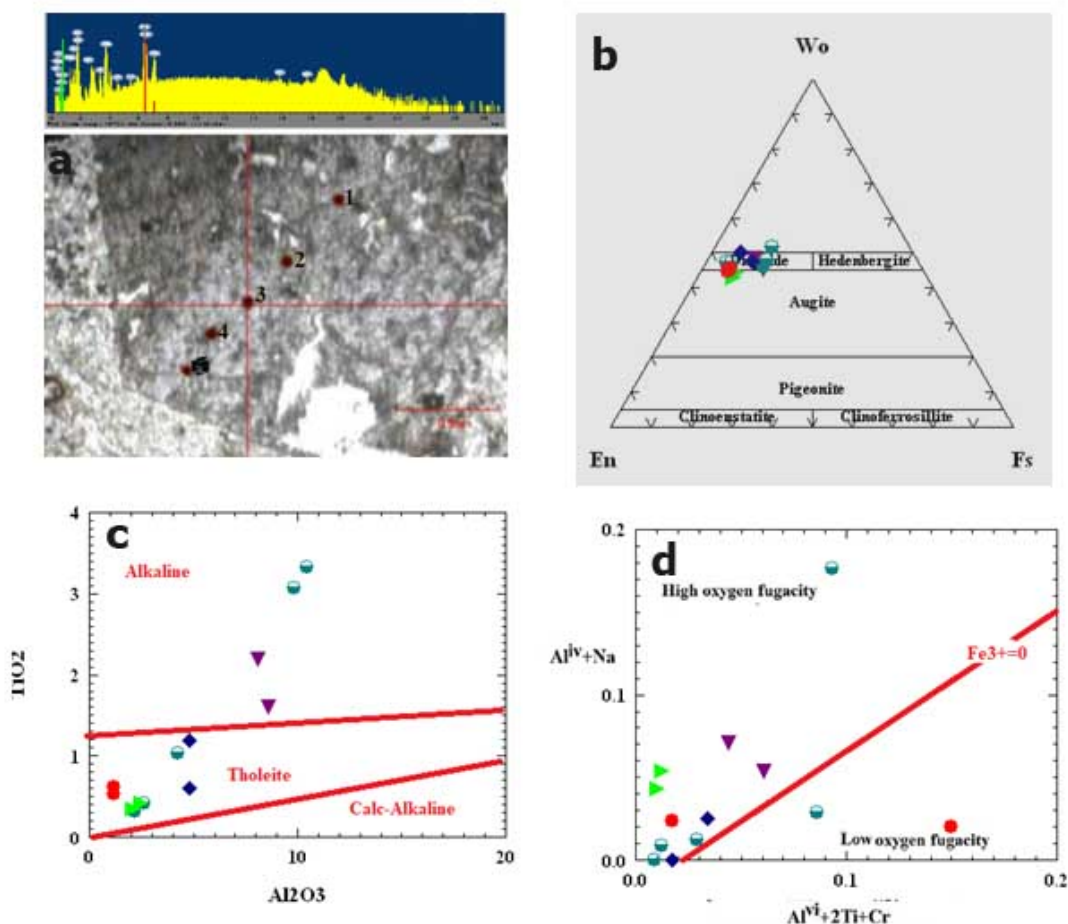 a
1
2
3
4
5
b
Wo
Hedenbergite
Augite
Pigeonite
Clinoenstatite
Clinoferrosillite
En
Fs
c
4
3
2
1
0
TiO2
Alkaline
Tholeite
Calc-Alkaline
0
10
20
Al2O3
d
0.2
0.1
0.0
Al^iv+Na
High oxygen fugacity
Fe3+=0
Low oxygen fugacity
0.0
0.1
0.2
Al^vi+2Ti+Cr